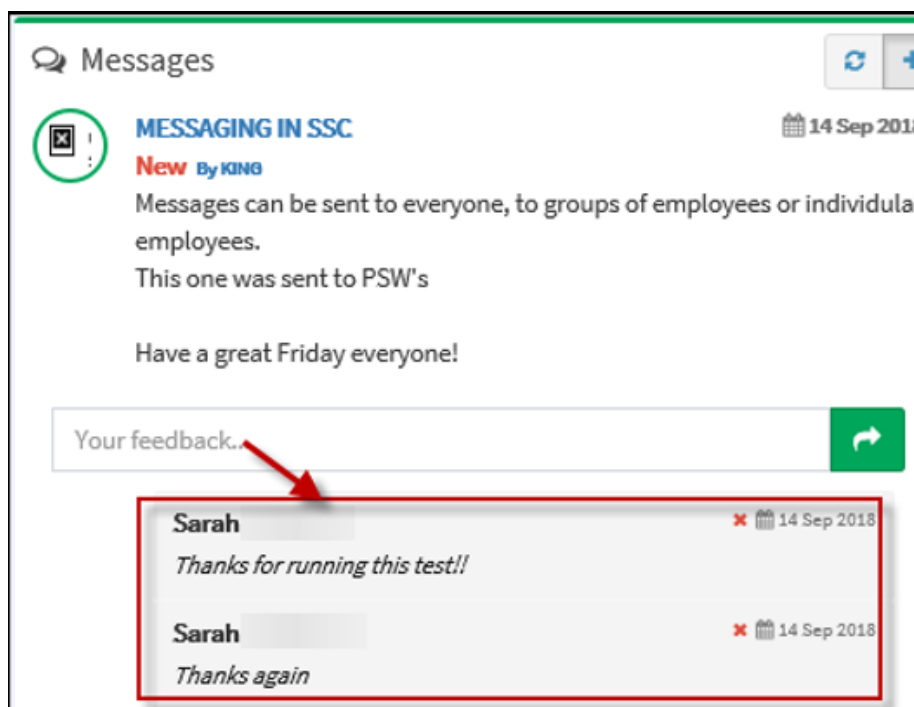 Messages
MESSAGING IN SSC
14 Sep 2018
New By KING
Messages can be sent to everyone, to groups of employees or individula
employees.
This one was sent to PSW's
Have a great Friday everyone!
Your feedback..
Sarah
14 Sep 2018
Thanks for running this test!!
Sarah
14 Sep 2018
Thanks again